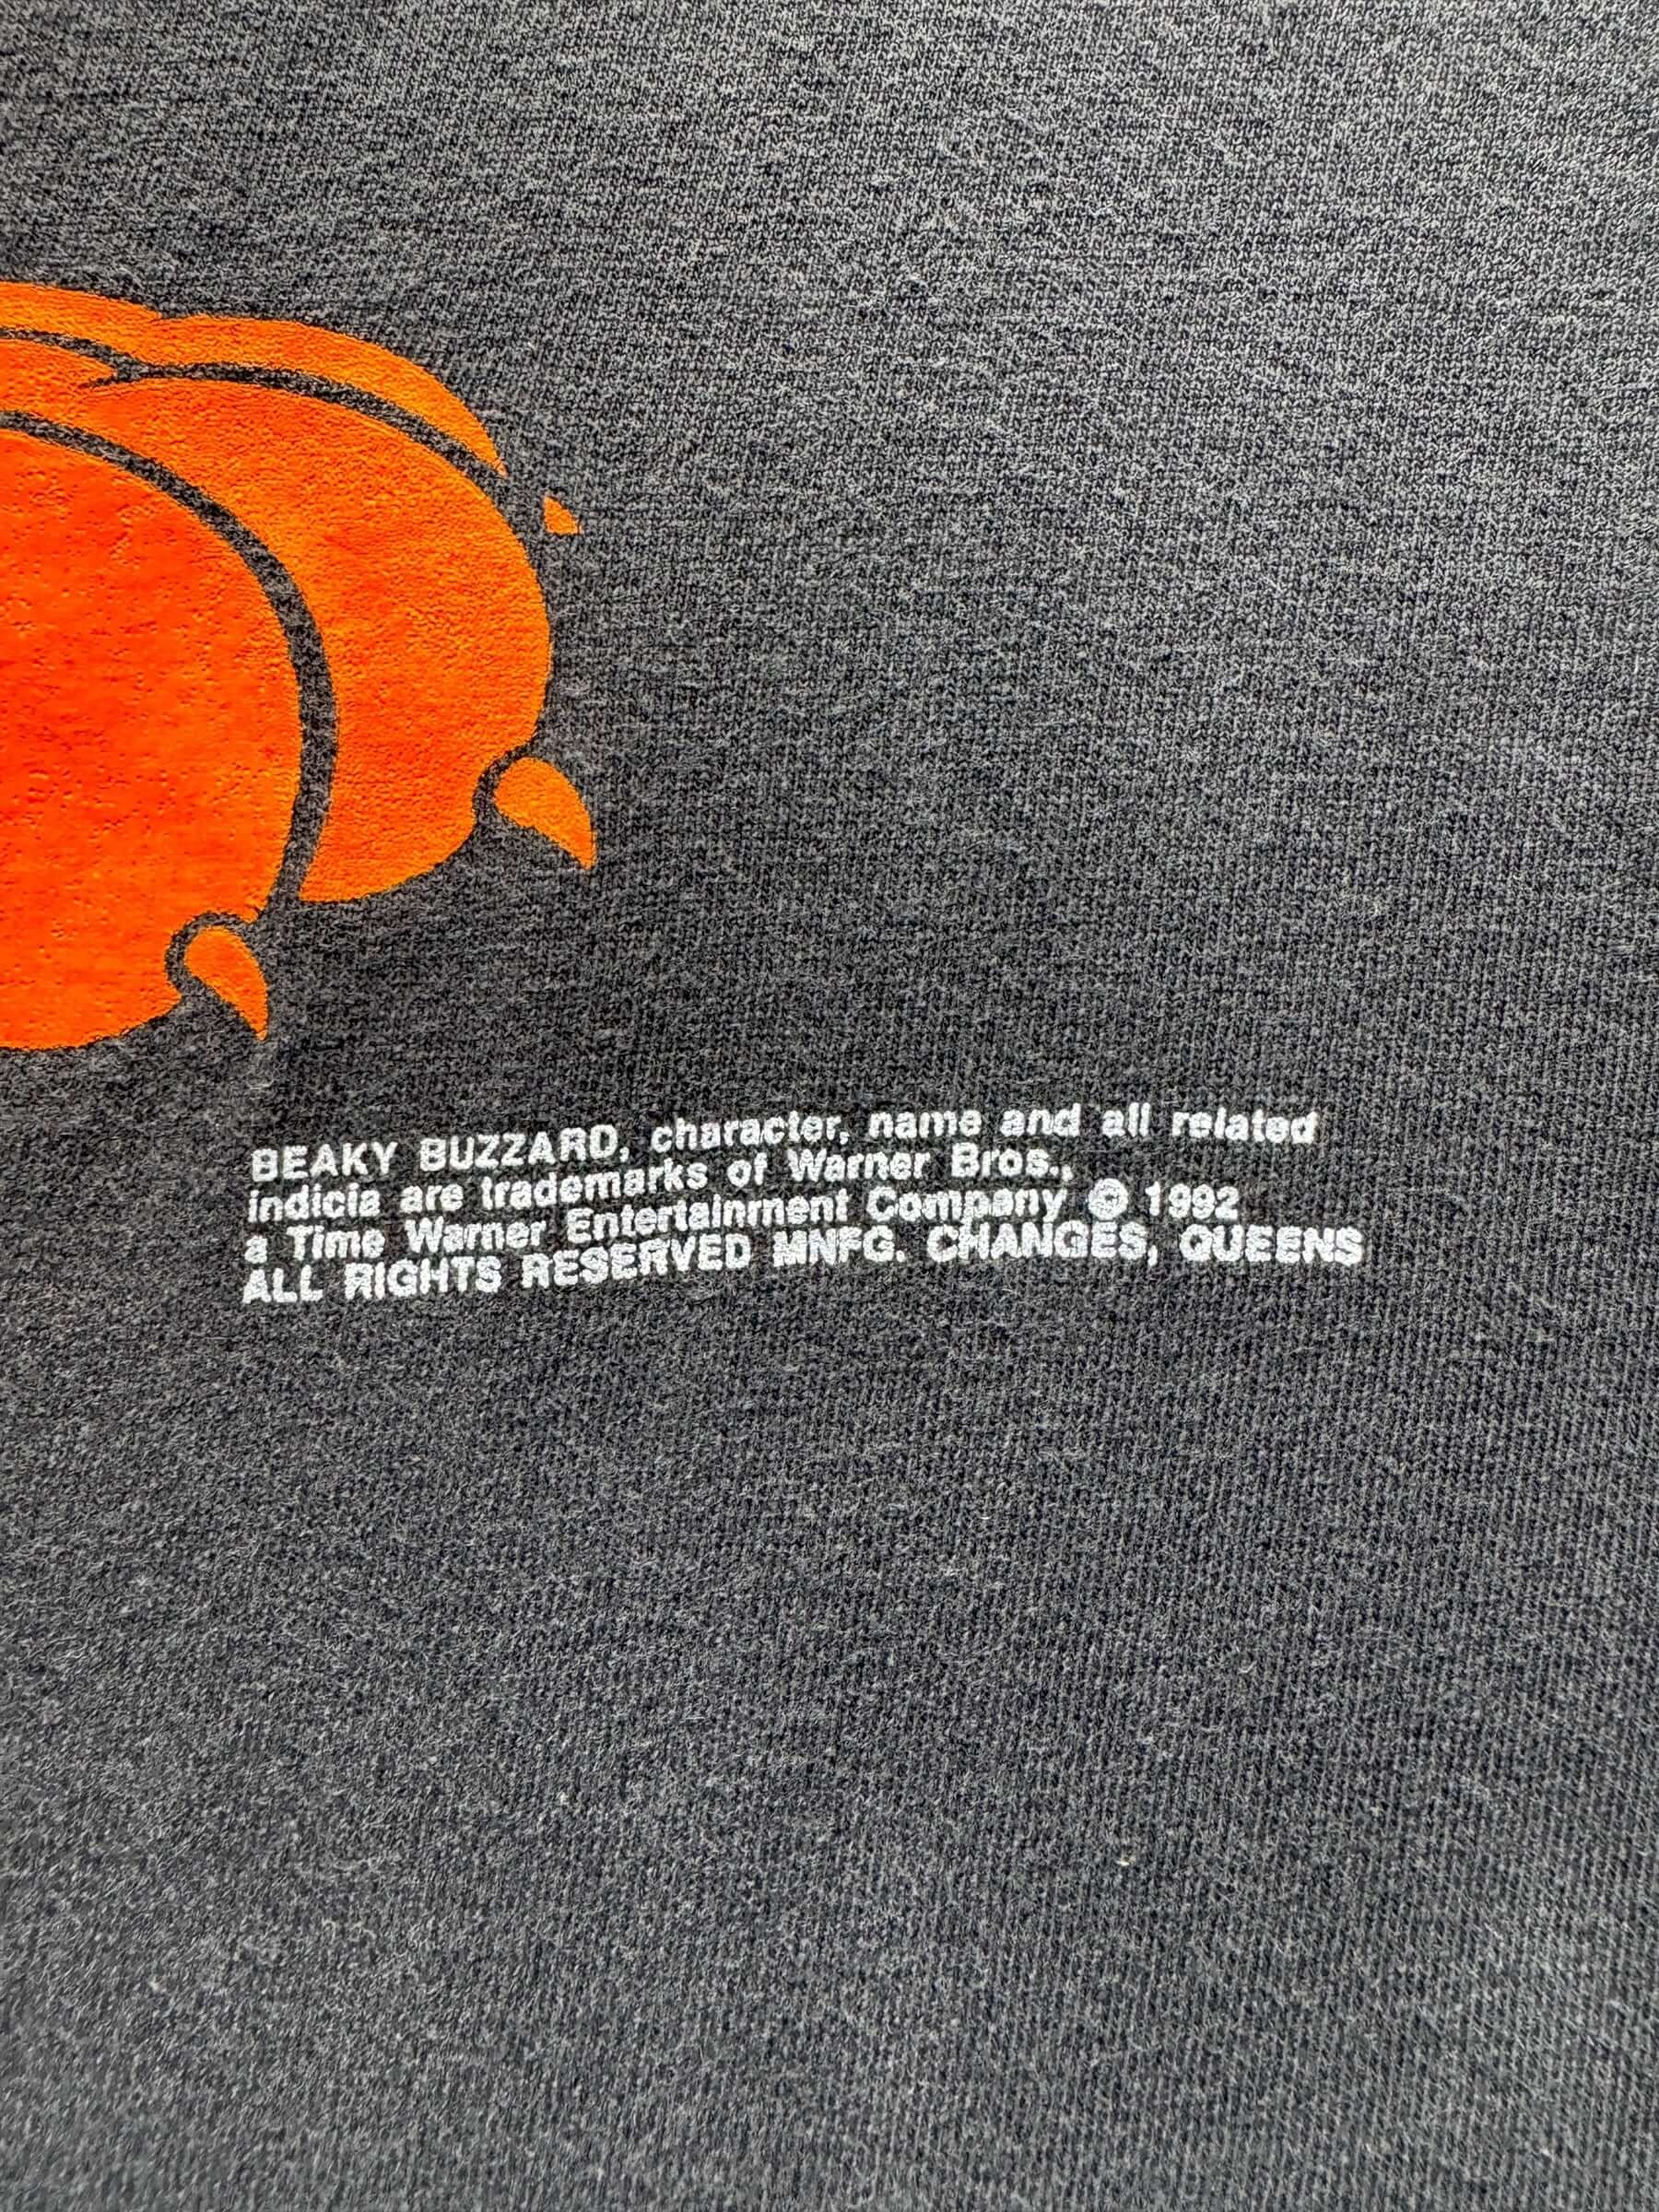 BEAKY BUZZARD, character, name and all related
indicia are trademarks of Warner Bros.,
a Time Warner Entertainment Company © 1992
ALL RIGHTS RESERVED MNFG. CHANGES, QUEENS